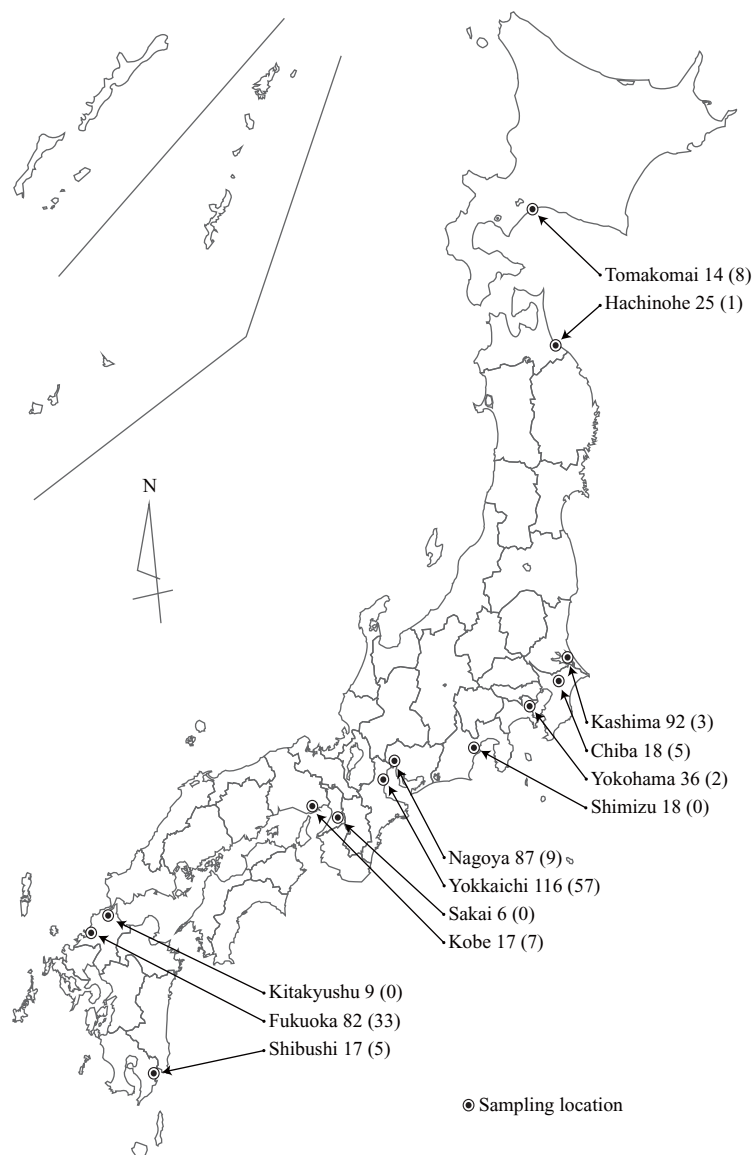 Tomakomai 14 (8)
Hachinohe 25 (1)
N
Kashima 92 (3)
Chiba 18 (5)
Yokohama 36 (2)
Shimizu 18 (0)
Nagoya 87 (9)
Yokkaichi 116 (57)
Sakai 6 (0)
Kobe 17 (7)
Kitakyushu 9 (0)
Fukuoka 82 (33)
Shibushi 17 (5)
Sampling location